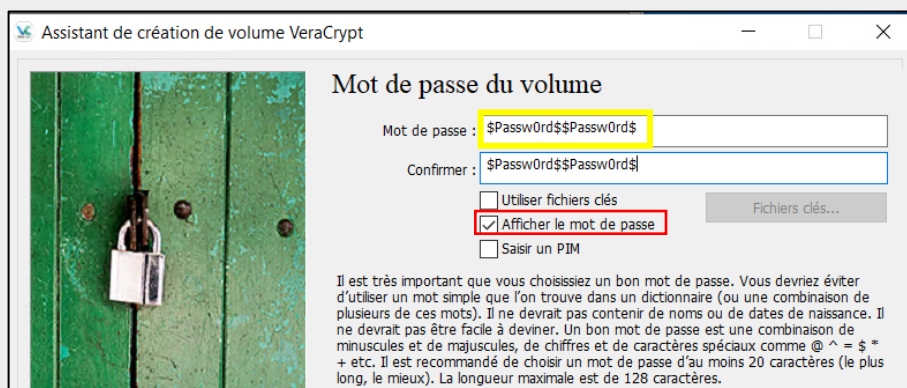 Assistant de création de volume VeraCrypt
Mot de passe du volume
Mot de passe : $Passw0rd$$Passw0rd$
Confirmer : $Passw0rd$$Passw0rd$
Utiliser fichiers clés
Fichiers clés...
Afficher le mot de passe
Saisir un PIM
Il est très important que vous choisissiez un bon mot de passe. Vous devriez éviter
d'utiliser un mot simple que l'on trouve dans un dictionnaire (ou une combinaison de
plusieurs de ces mots). Il ne devrait pas contenir de noms ou de dates de naissance. Il
ne devrait pas être facile à deviner. Un bon mot de passe est une combinaison de
minuscules et de majuscules, de chiffres et de caractères spéciaux comme @ ^ = $ *
+ etc. Il est recommandé de choisir un mot de passe d'au moins 20 caractères (le plus
long, le mieux). La longueur maximale est de 128 caractères.